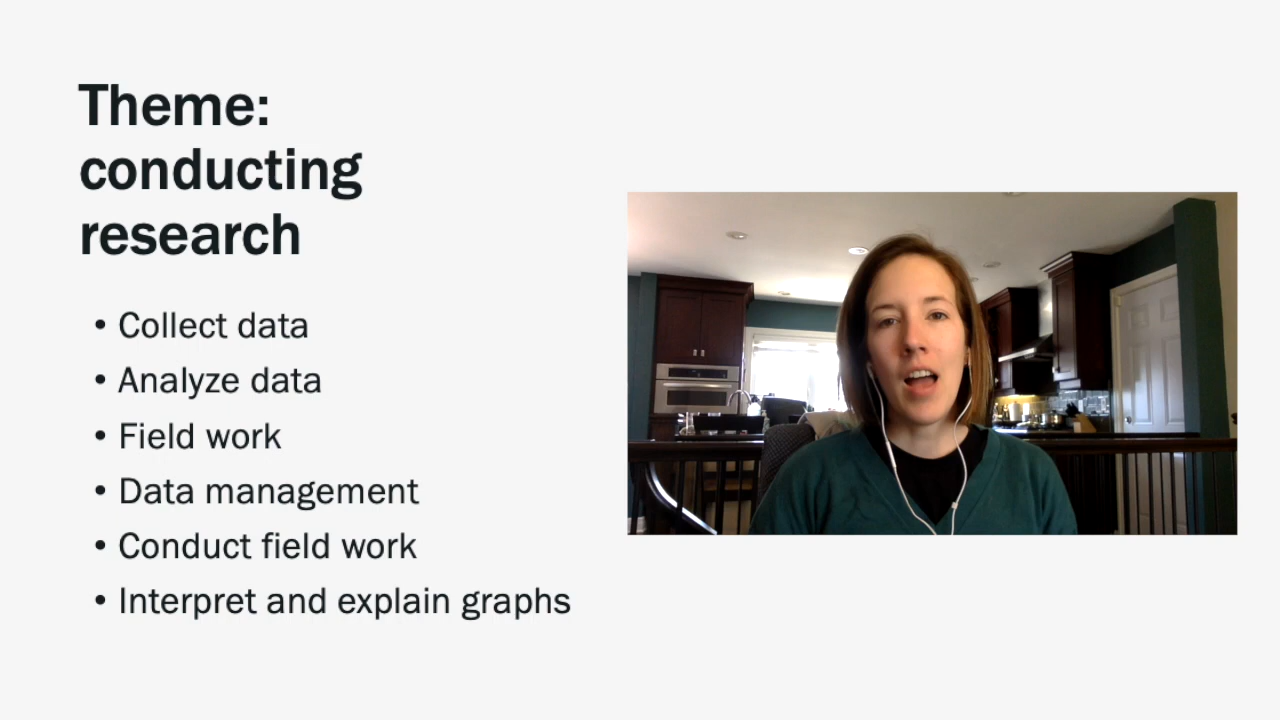 Theme:
conducting
research
• Collect data
• Analyze data
• Field work
• Data management
• Conduct field work
• Interpret and explain graphs